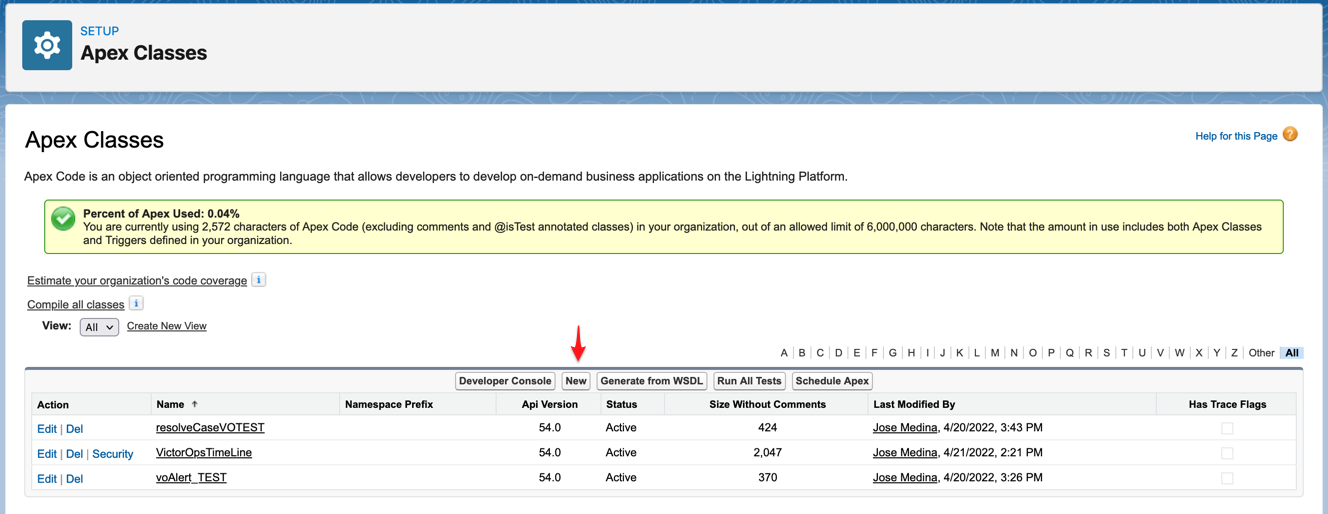 SETUP
Apex Classes
Apex Classes
Help for this Page ?
Apex Code is an object oriented programming language that allows developers to develop on-demand business applications on the Lightning Platform.
Percent of Apex Used: 0.04%
You are currently using 2,572 characters of Apex Code (excluding comments and @isTest annotated classes) in your organization, out of an allowed limit of 6,000,000 characters. Note that the amount in use includes both Apex Classes
and Triggers defined in your organization.
Estimate your organization's code coverage i
Compile all classes i
View: All Create New View
A B C D E F G H I J K L M N O P Q R S T U V W X Y Z Other All
Developer Console New Generate from WSDL Run All Tests Schedule Apex
Action Name ↑ Namespace Prefix Api Version Status Size Without Comments Last Modified By Has Trace Flags
Edit | Del resolveCaseVOTEST 54.0 Active 424 Jose Medina, 4/20/2022, 3:43 PM
Edit | Del | Security VictorOpsTimeLine 54.0 Active 2,047 Jose Medina, 4/21/2022, 2:21 PM
Edit | Del voAlert_TEST 54.0 Active 370 Jose Medina, 4/20/2022, 3:26 PM